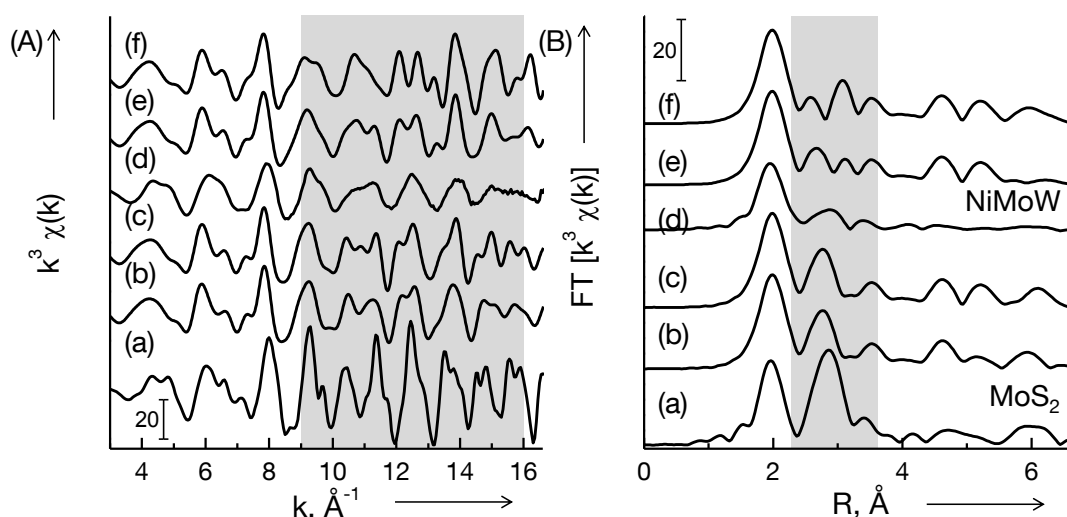 (A)
k³ χ(k)
(f)
(e)
(d)
(c)
(b)
(a)
20
4 6 8 10 12 14 16
k, Å⁻¹
(B)
FT [k³ χ(k)]
20
(f)
(e)
NiMoW
(d)
(c)
(b)
MoS₂
(a)
0 2 4 6
R, Å